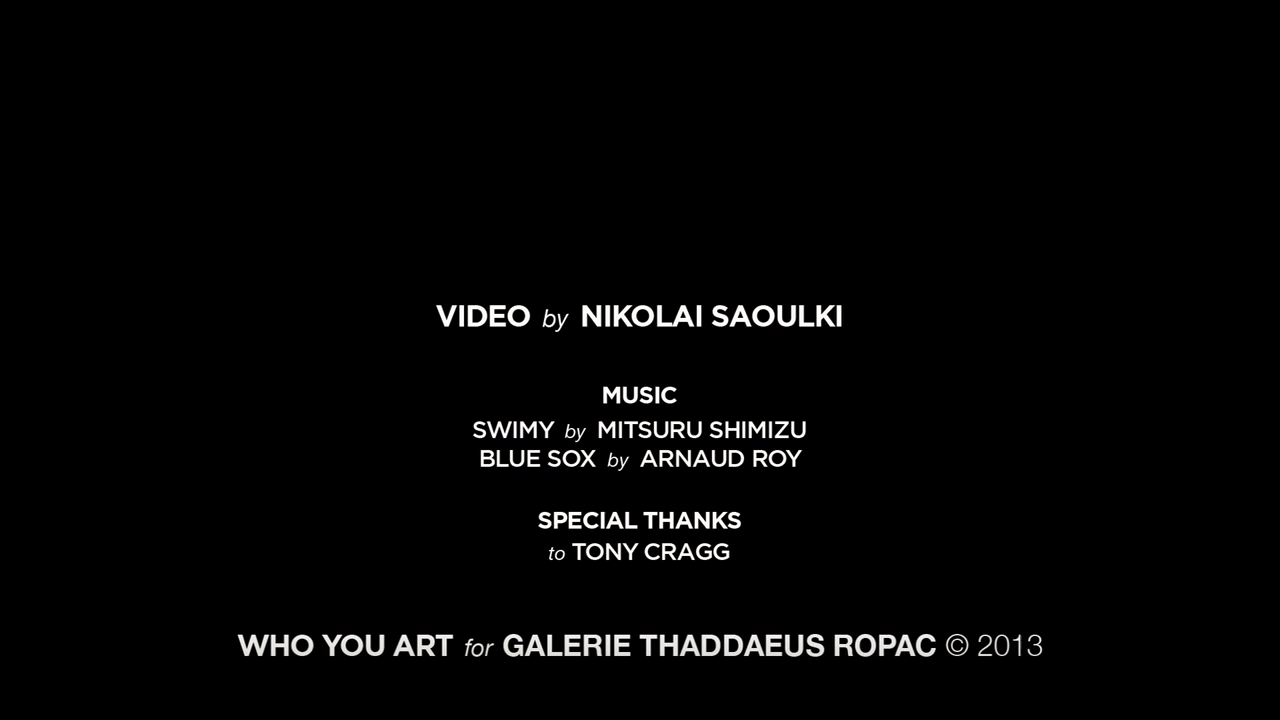 VIDEO by NIKOLAI SAOULKI
MUSIC
SWIMY by MITSURU SHIMIZU
BLUE SOX by ARNAUD ROY
SPECIAL THANKS
to TONY CRAGG
WHO YOU ART for GALERIE THADDAEUS ROPAC © 2013